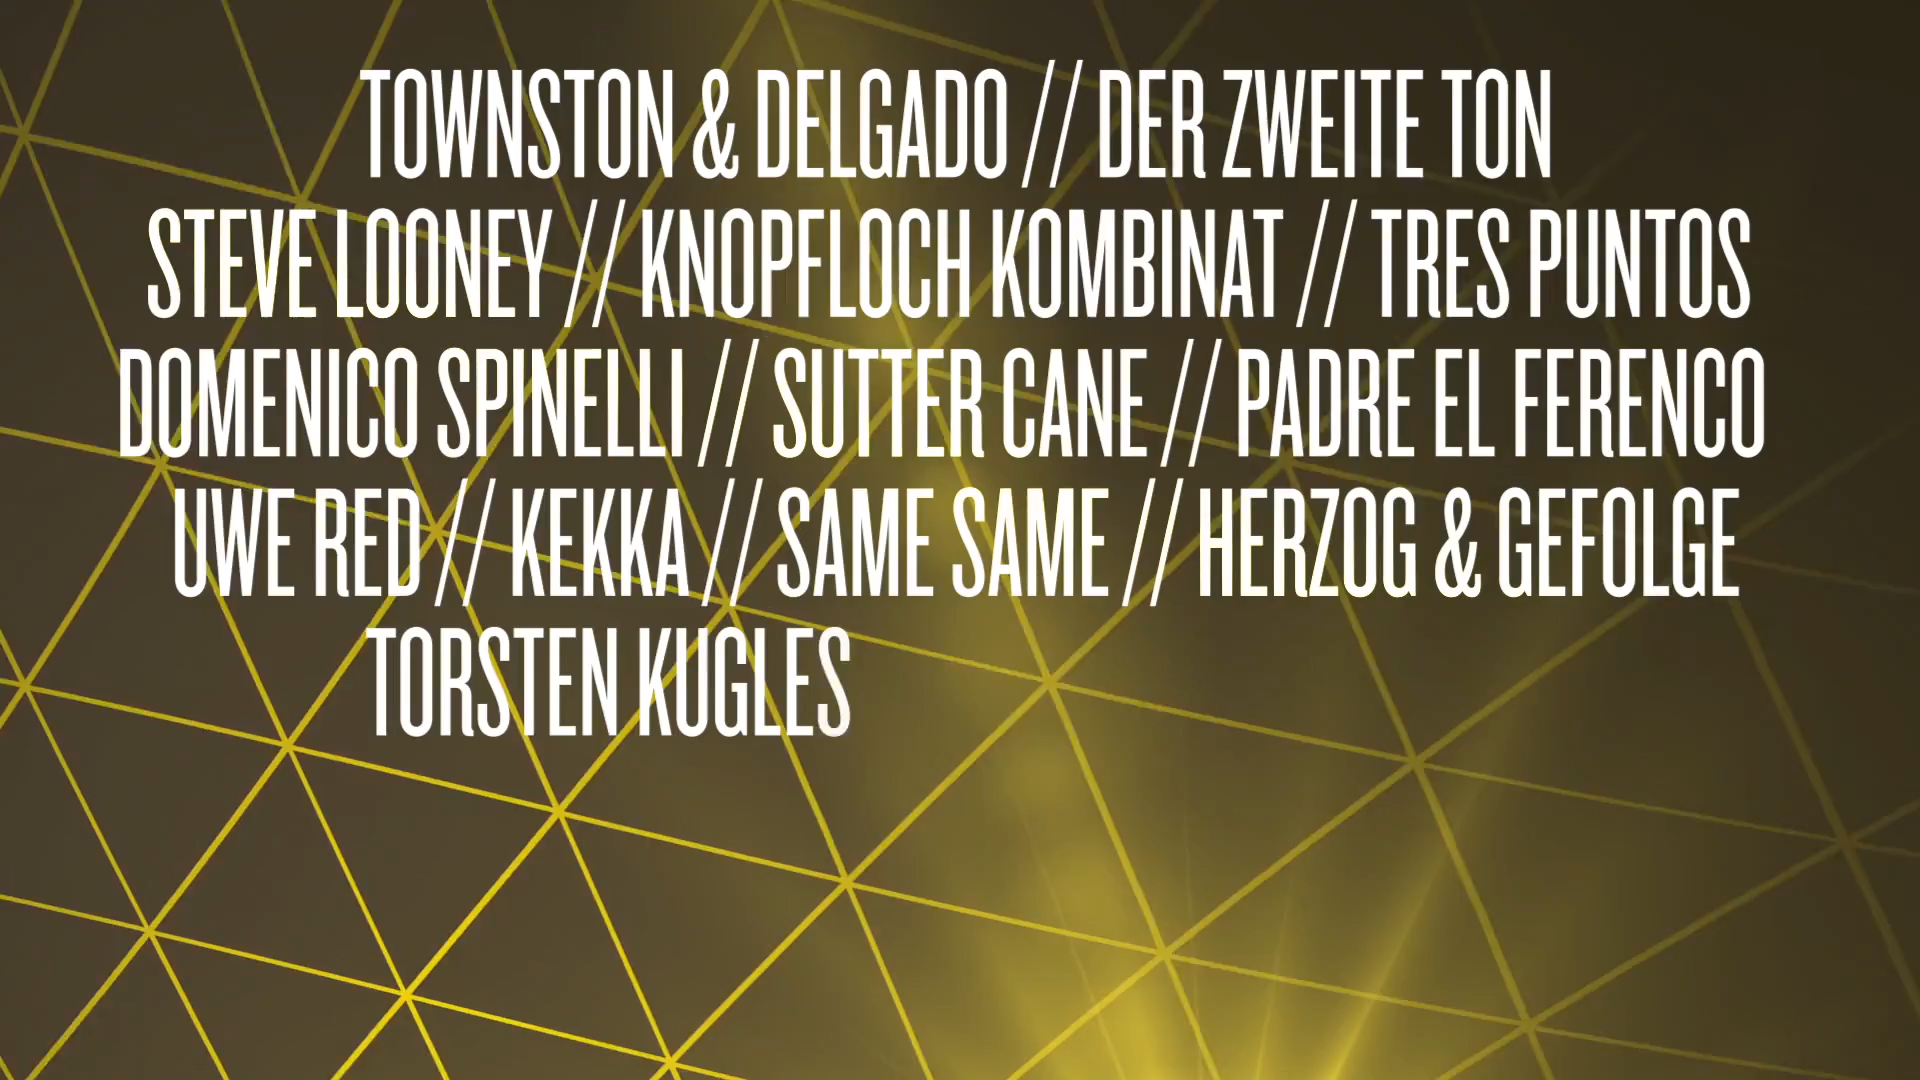 TOWNSTON & DELGADO // DER ZWEITE TON
STEVE LOONEY // KNOPFLOCH KOMBINAT // TRES PUNTOS
DOMENICO SPINELLI // SUTTER CANE // PADRE EL FERENCO
UWE RED // KEKKA // SAME SAME // HERZOG & GEFOLGE
TORSTEN KUGLES